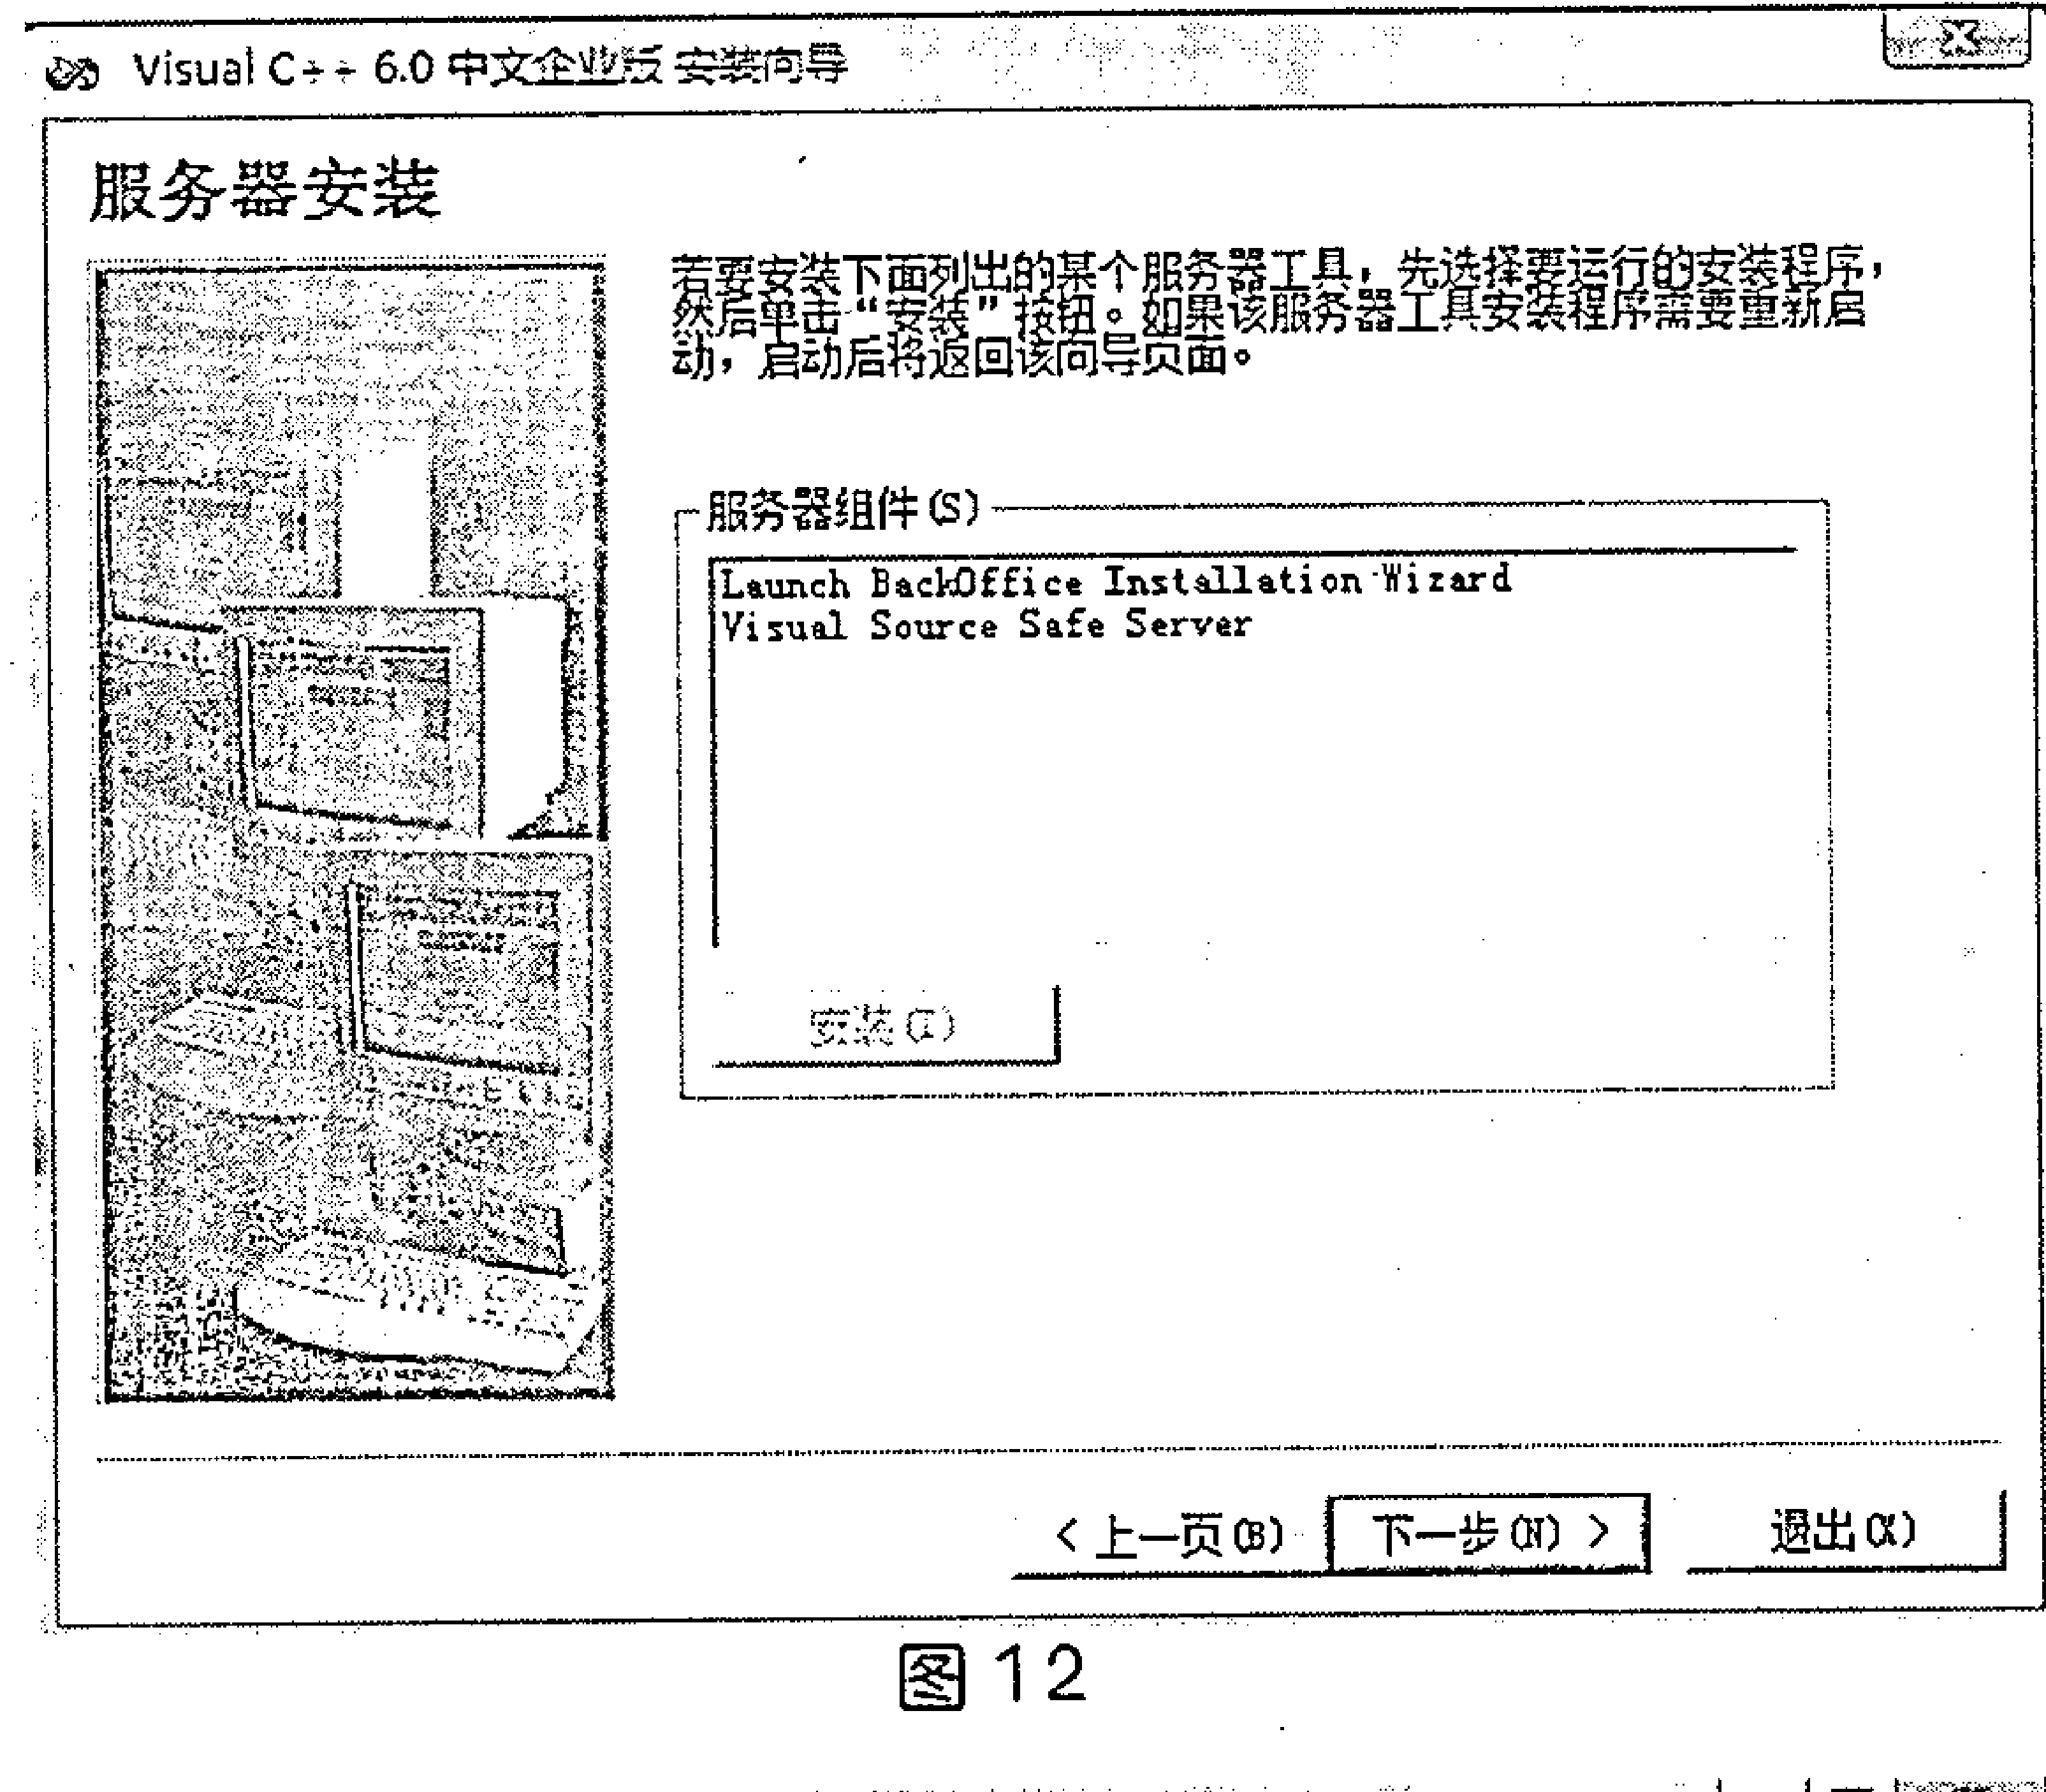 Visual C++ 6.0 中文企业版 安装向导
服务器安装
若要安装下面列出的某个服务器工具，先选择要运行的安装程序，
然后单击“安装”按钮。如果该服务器工具安装程序需要重新启
动，启动后将返回该向导页面。
服务器组件(S)
Launch BackOffice Installation Wizard
Visual Source Safe Server
安装(I)
< 上一页(B)
下一步(N) >
退出(X)
图12